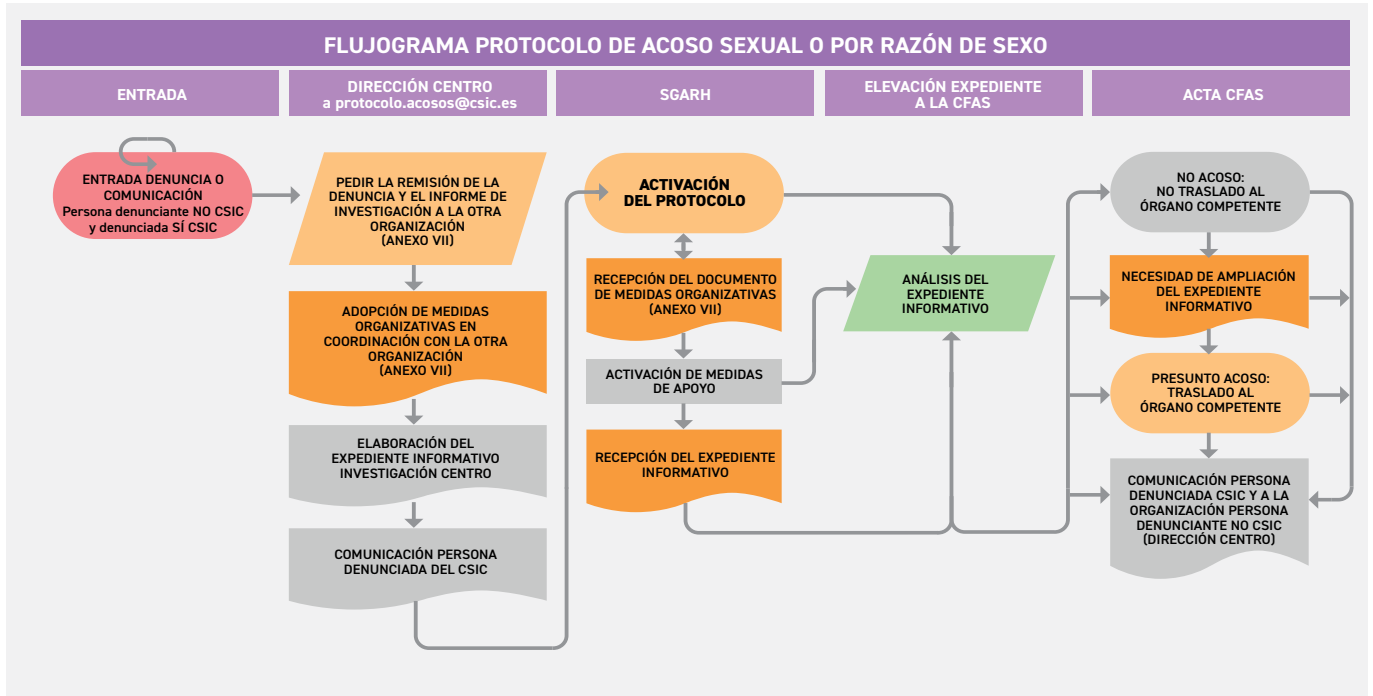 FLUJOGRAMA PROTOCOLO DE ACOSO SEXUAL O POR RAZÓN DE SEXO
ENTRADA
DIRECCIÓN CENTRO
a protocolo.acosos@csic.es
SGARH
ELEVACIÓN EXPEDIENTE
A LA CFAS
ACTA CFAS
ENTRADA DENUNCIA O
COMUNICACIÓN
Persona denunciante NO CSIC
y denunciada SÍ CSIC
PEDIR LA REMISIÓN DE LA
DENUNCIA Y EL INFORME DE
INVESTIGACIÓN A LA OTRA
ORGANIZACIÓN
(ANEXO VII)
ADOPCIÓN DE MEDIDAS
ORGANIZATIVAS EN
COORDINACIÓN CON LA OTRA
ORGANIZACIÓN
(ANEXO VII)
ELABORACIÓN DEL
EXPEDIENTE INFORMATIVO
INVESTIGACIÓN CENTRO
COMUNICACIÓN PERSONA
DENUNCIADA DEL CSIC
ACTIVACIÓN
DEL PROTOCOLO
RECEPCIÓN DEL DOCUMENTO
DE MEDIDAS ORGANIZATIVAS
(ANEXO VII)
ACTIVACIÓN DE MEDIDAS
DE APOYO
RECEPCIÓN DEL EXPEDIENTE
INFORMATIVO
ANÁLISIS DEL
EXPEDIENTE
INFORMATIVO
NO ACOSO:
NO TRASLADO AL
ÓRGANO COMPETENTE
NECESIDAD DE AMPLIACIÓN
DEL EXPEDIENTE
INFORMATIVO
PRESUNTO ACOSO:
TRASLADO AL
ÓRGANO COMPETENTE
COMUNICACIÓN PERSONA
DENUNCIADA CSIC Y A LA
ORGANIZACIÓN PERSONA
DENUNCIANTE NO CSIC
(DIRECCIÓN CENTRO)